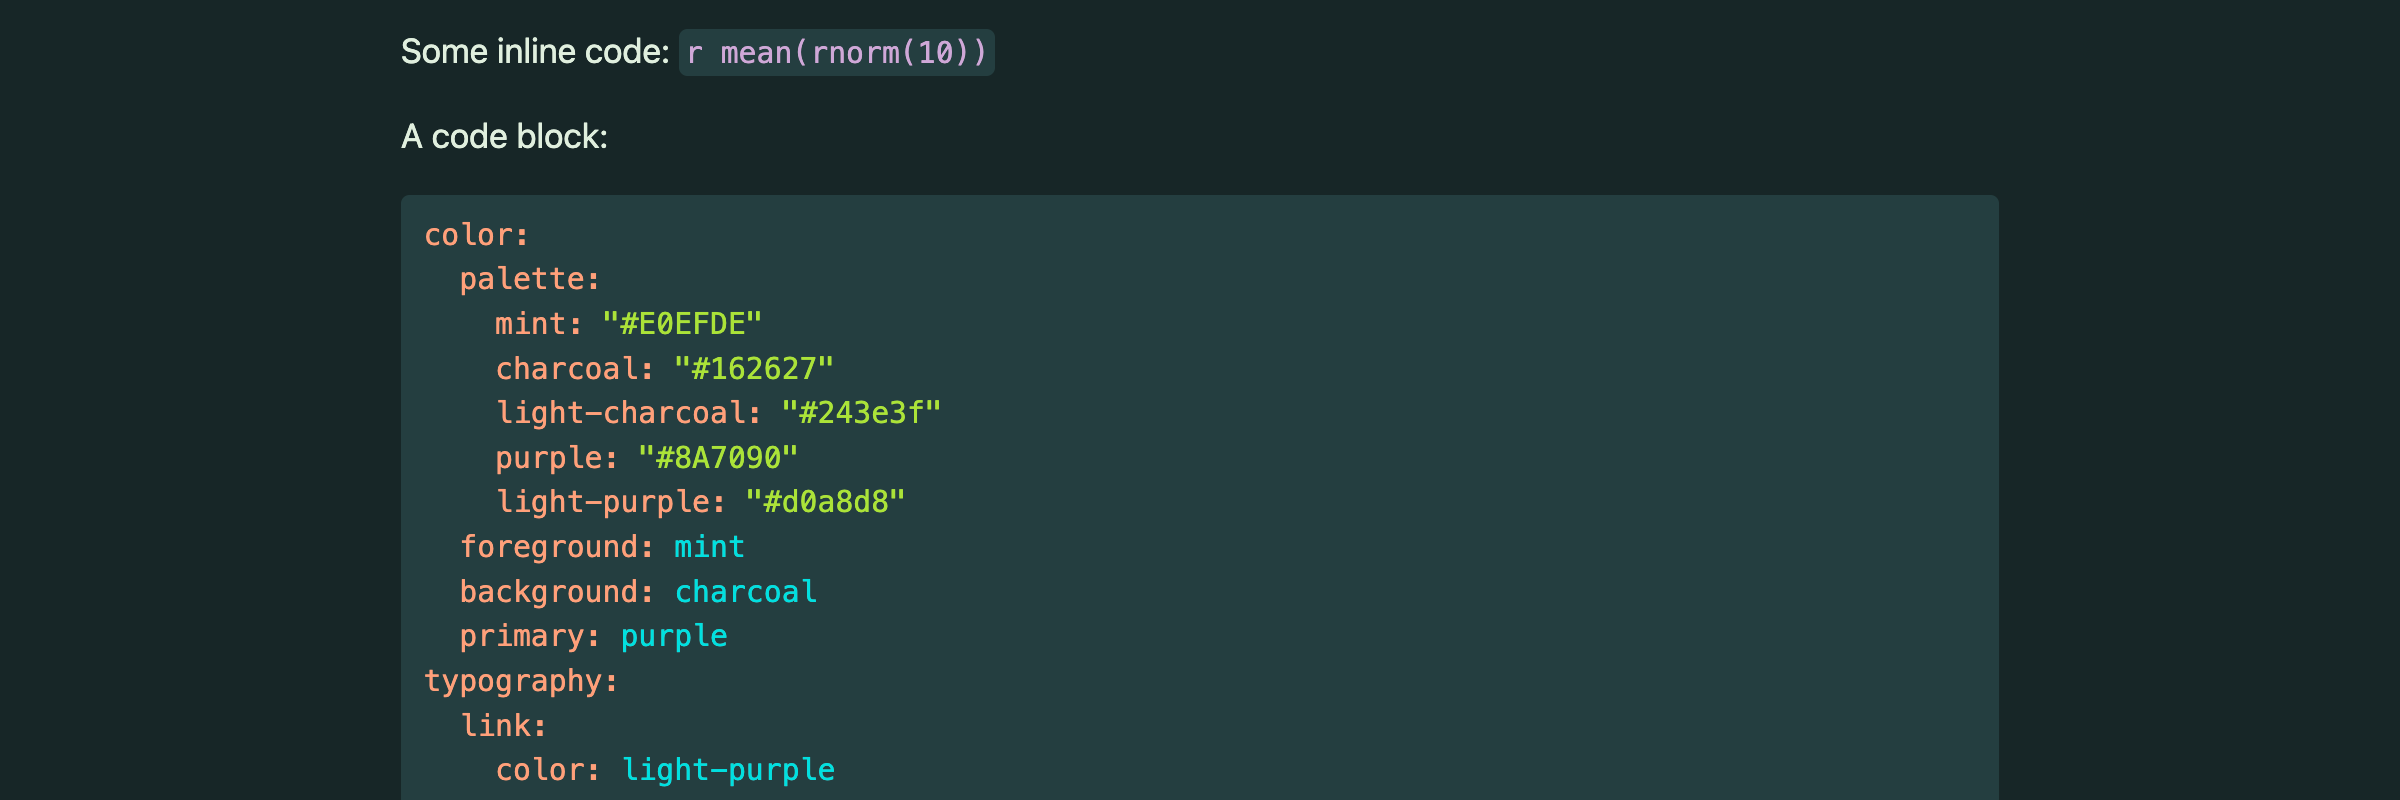 Some inline code: r mean(rnorm(10))
A code block:
color:
  palette:
    mint: "#E0EFDE"
    charcoal: "#162627"
    light-charcoal: "#243e3f"
    purple: "#8A7090"
    light-purple: "#d0a8d8"
  foreground: mint
  background: charcoal
  primary: purple
typography:
  link:
    color: light-purple